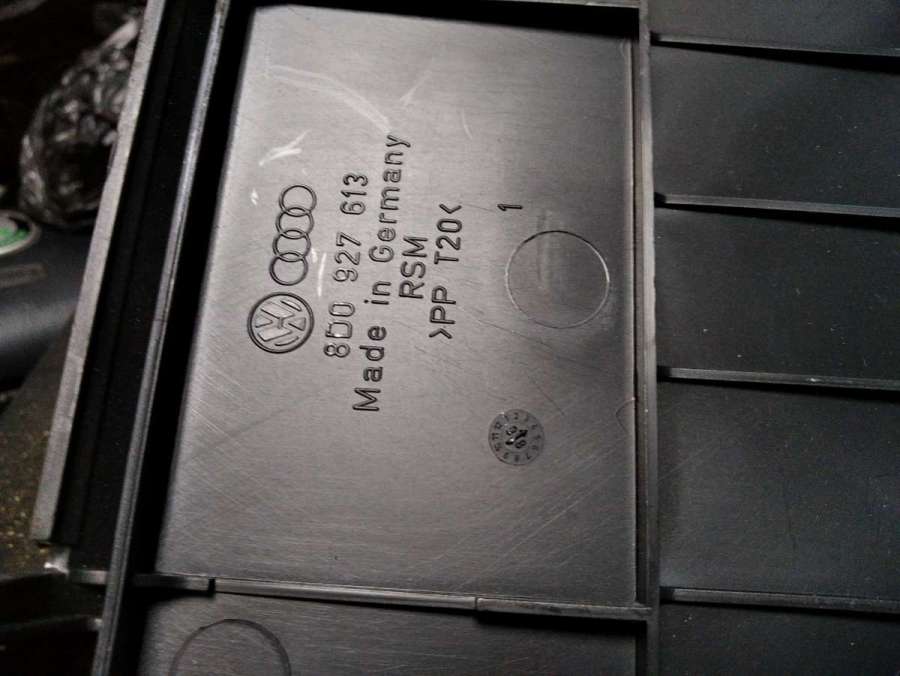 8D0 927 613
Made in Germany
RSM
>PP T20<
1